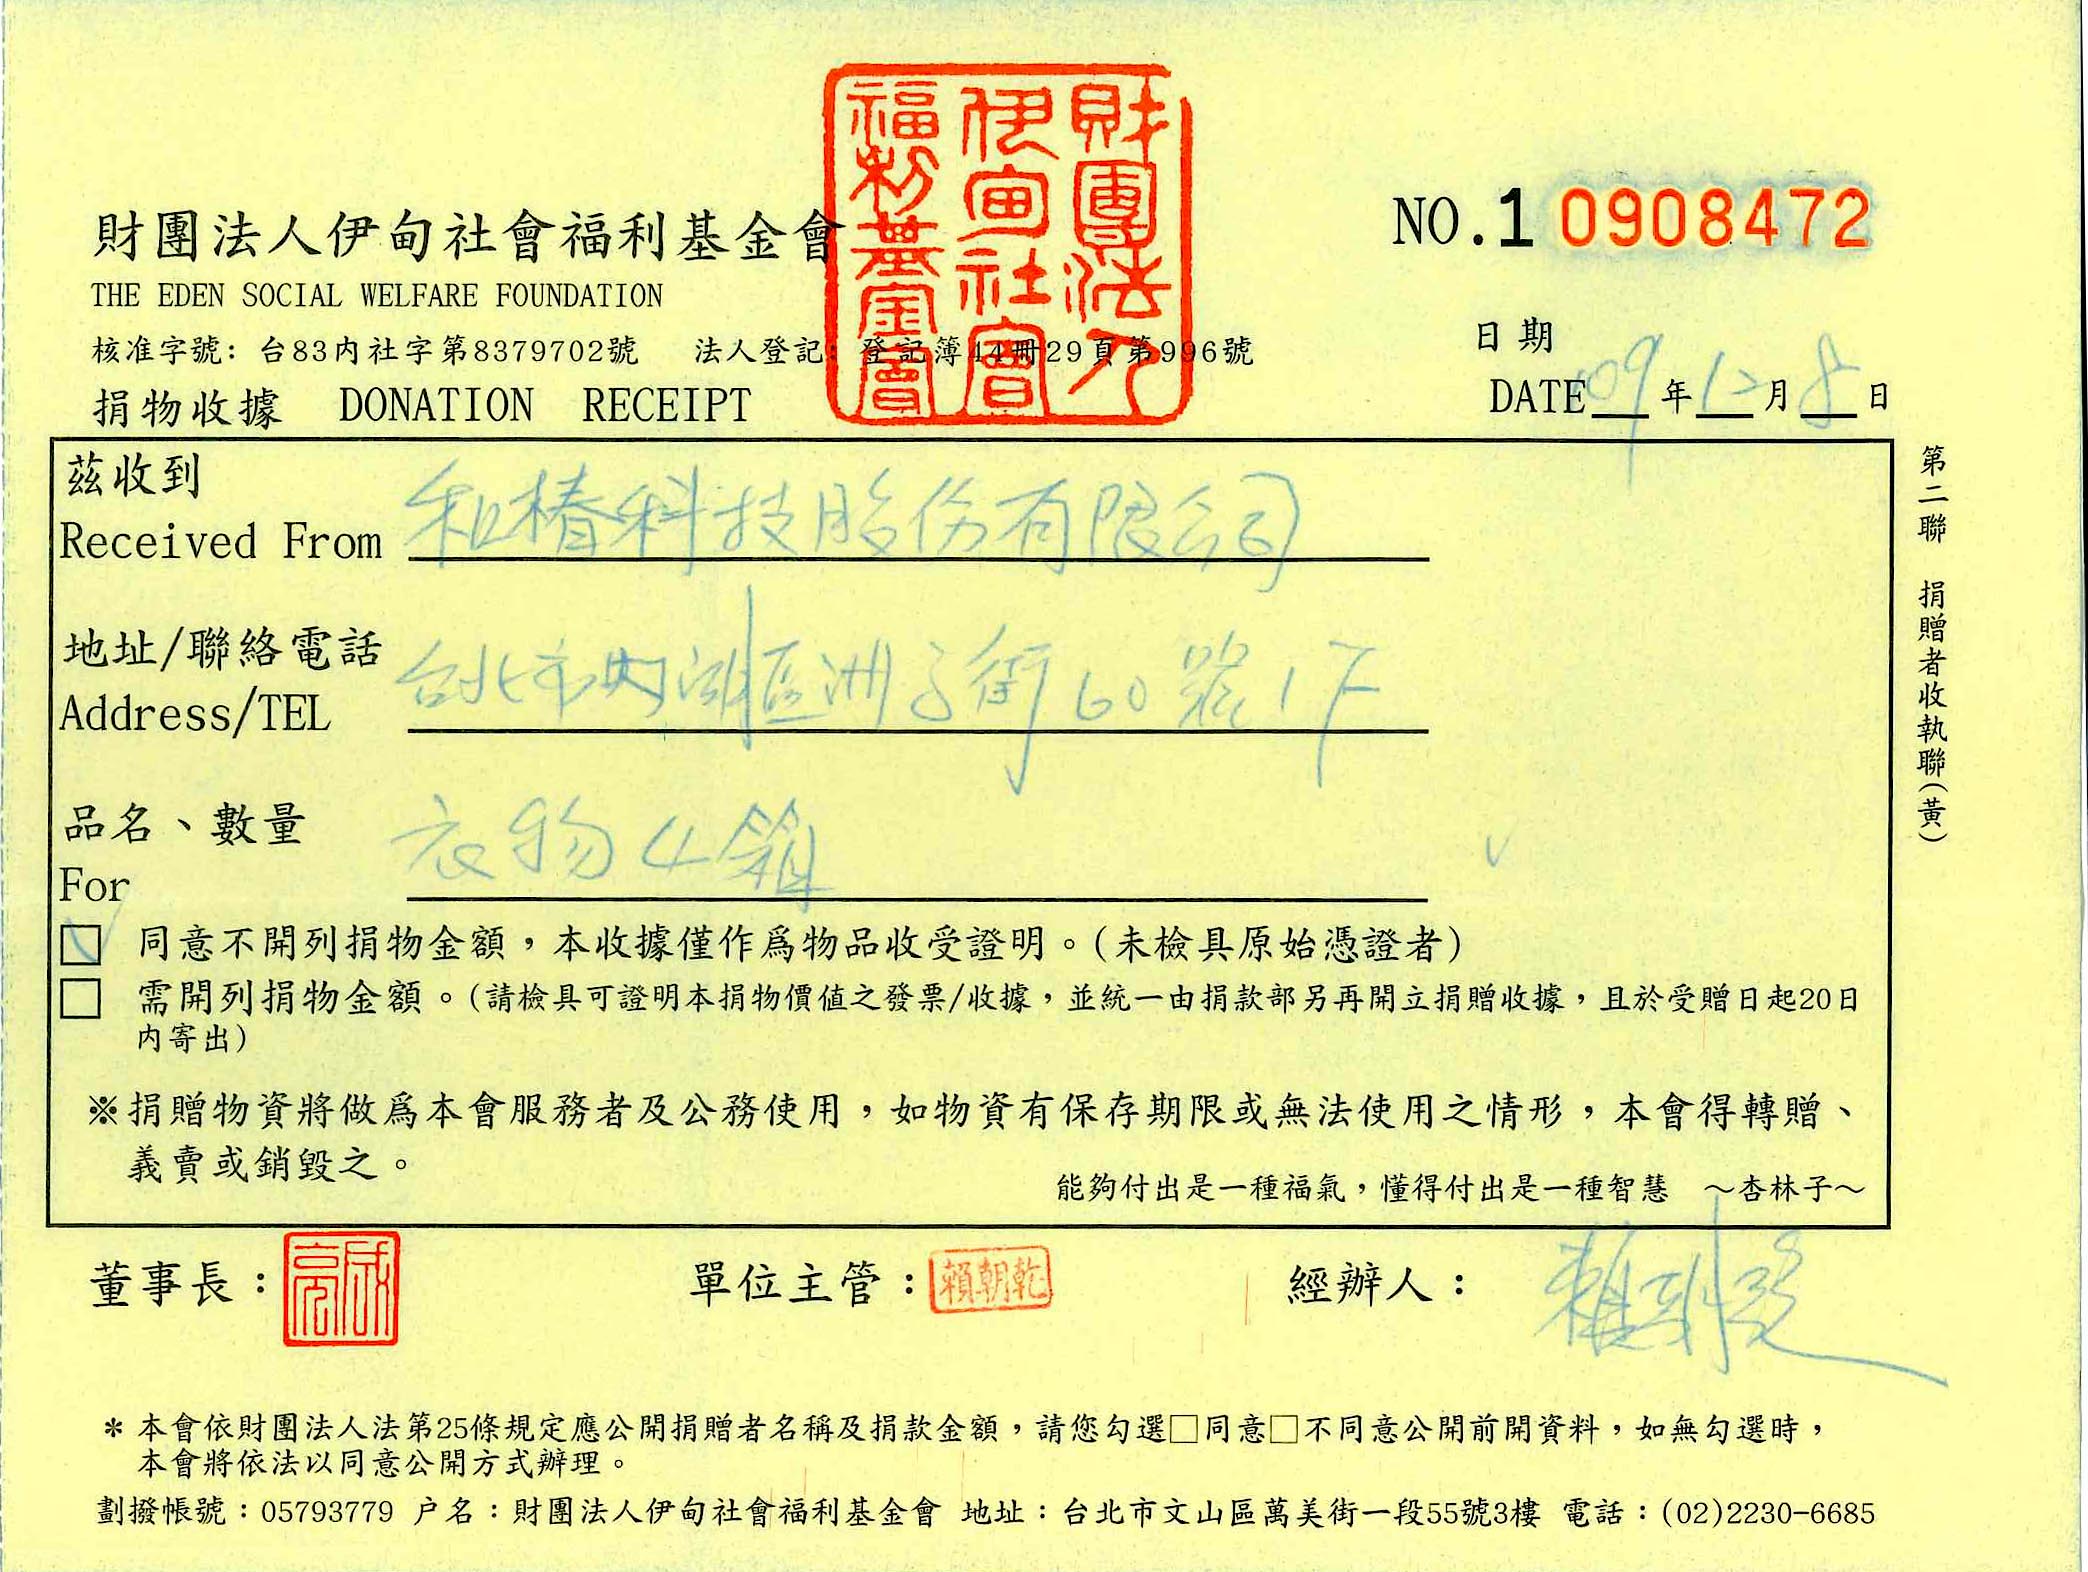 財團法人伊甸社會福利基金會
財團法人伊甸社會福利基金會
NO.1 0908472
THE EDEN SOCIAL WELFARE FOUNDATION
核准字號: 台83內社字第8379702號 法人登記: 登記簿44冊29頁第996號
日期
DATE 09年12月8日
捐物收據 DONATION RECEIPT
茲收到
Received From 和椿科技股份有限公司
地址/聯絡電話
Address/TEL 台北市內湖區洲子街60號1F
品名、數量
For 衣物4箱
同意不開列捐物金額，本收據僅作爲物品收受證明。(未檢具原始憑證者)
需開列捐物金額。(請檢具可證明本捐物價值之發票/收據，並統一由捐款部另再開立捐贈收據，且於受贈日起20日
內寄出)
※捐贈物資將做爲本會服務者及公務使用，如物資有保存期限或無法使用之情形，本會得轉贈、
義賣或銷毀之。
能夠付出是一種福氣，懂得付出是一種智慧 ～杏林子～
第二聯 捐贈者收執聯(黃)
董事長：
單位主管：賴朝乾
經辦人：
* 本會依財團法人法第25條規定應公開捐贈者名稱及捐款金額，請您勾選□同意□不同意公開前開資料，如無勾選時，
本會將依法以同意公開方式辦理。
劃撥帳號：05793779 户名：財團法人伊甸社會福利基金會 地址：台北市文山區萬美街一段55號3樓 電話：(02)2230-6685